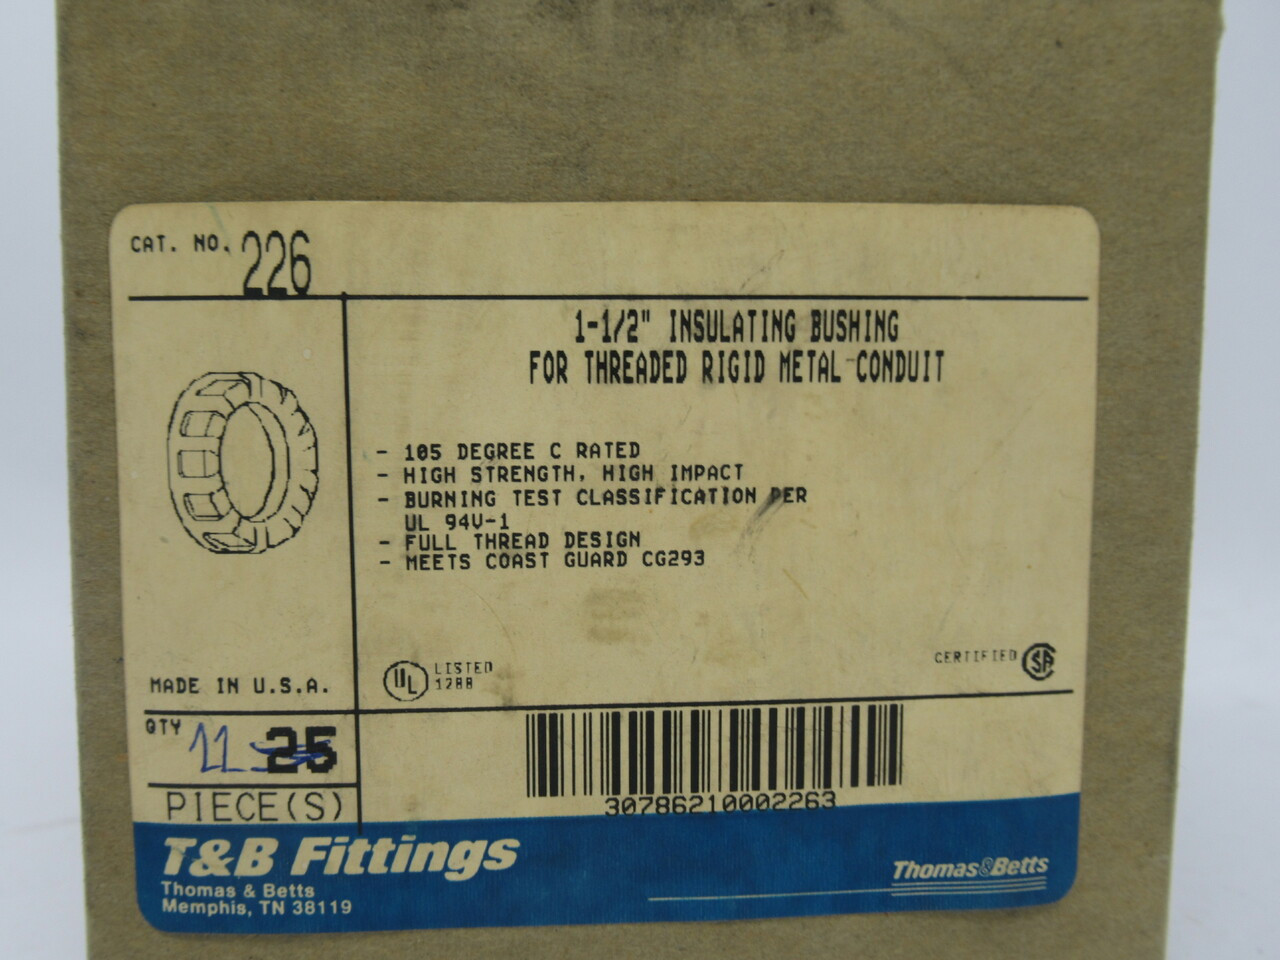 CAT. NO. 226
1-1/2" INSULATING BUSHING
FOR THREADED RIGID METAL CONDUIT
- 105 DEGREE C RATED
- HIGH STRENGTH, HIGH IMPACT
- BURNING TEST CLASSIFICATION PER
UL 94V-1
- FULL THREAD DESIGN
- MEETS COAST GUARD CG293
MADE IN U.S.A.
UL LISTED
1288
CERTIFIED SA
QTY 11 25
PIECE(S)
30786210002263
T&B Fittings
Thomas & Betts
Memphis, TN 38119
Thomas&Betts